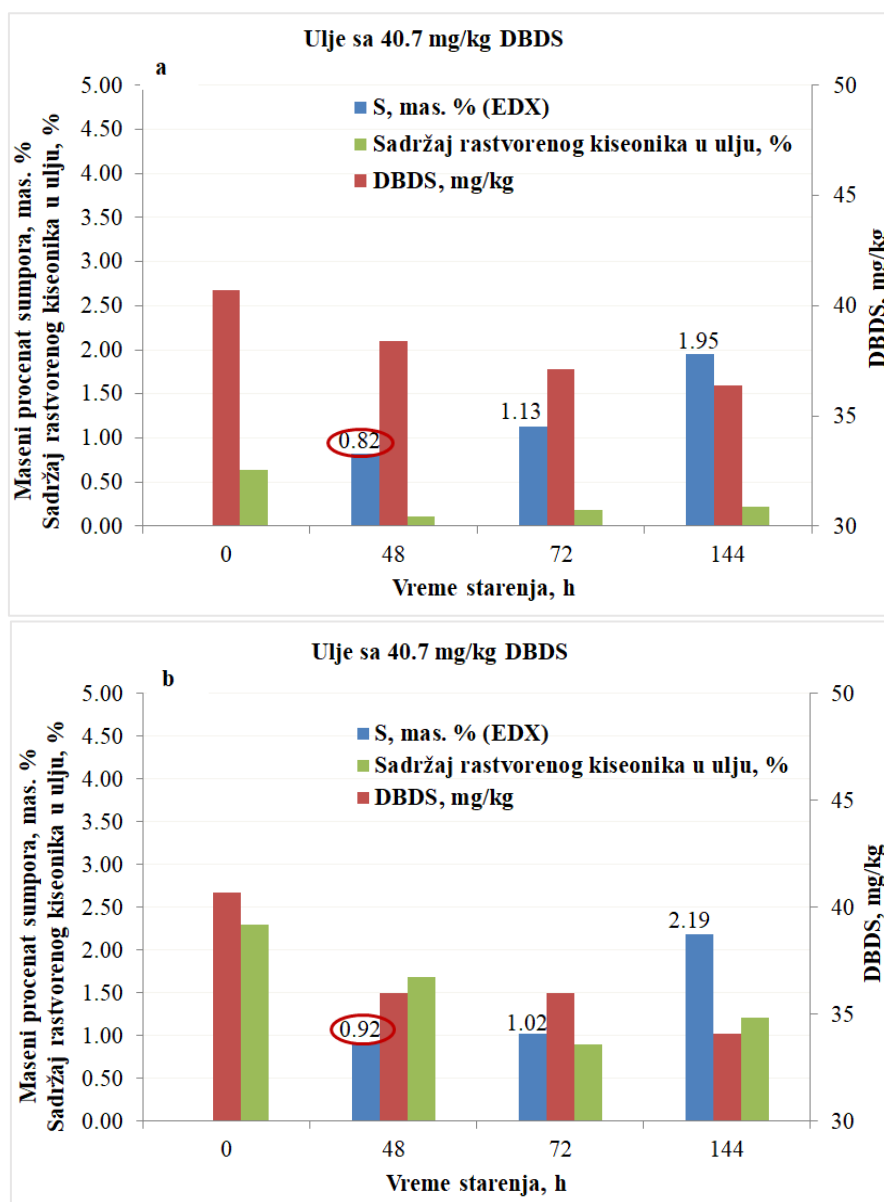 Ulje sa 40.7 mg/kg DBDS
a
S, mas. % (EDX)
Sadržaj rastvorenog kiseonika u ulju, %
DBDS, mg/kg
Maseni procenat sumpora, mas. %
Sadržaj rastvorenog kiseonika u ulju, %
5.00
4.50
4.00
3.50
3.00
2.50
2.00
1.50
1.00
0.50
0.00
50
45
40
35
30
DBDS, mg/kg
0.82
1.13
1.95
0 48 72 144
Vreme starenja, h
Ulje sa 40.7 mg/kg DBDS
b
S, mas. % (EDX)
Sadržaj rastvorenog kiseonika u ulju, %
DBDS, mg/kg
Maseni procenat sumpora, mas. %
Sadržaj rastvorenog kiseonika u ulju, %
5.00
4.50
4.00
3.50
3.00
2.50
2.00
1.50
1.00
0.50
0.00
50
45
40
35
30
DBDS, mg/kg
0.92
1.02
2.19
0 48 72 144
Vreme starenja, h